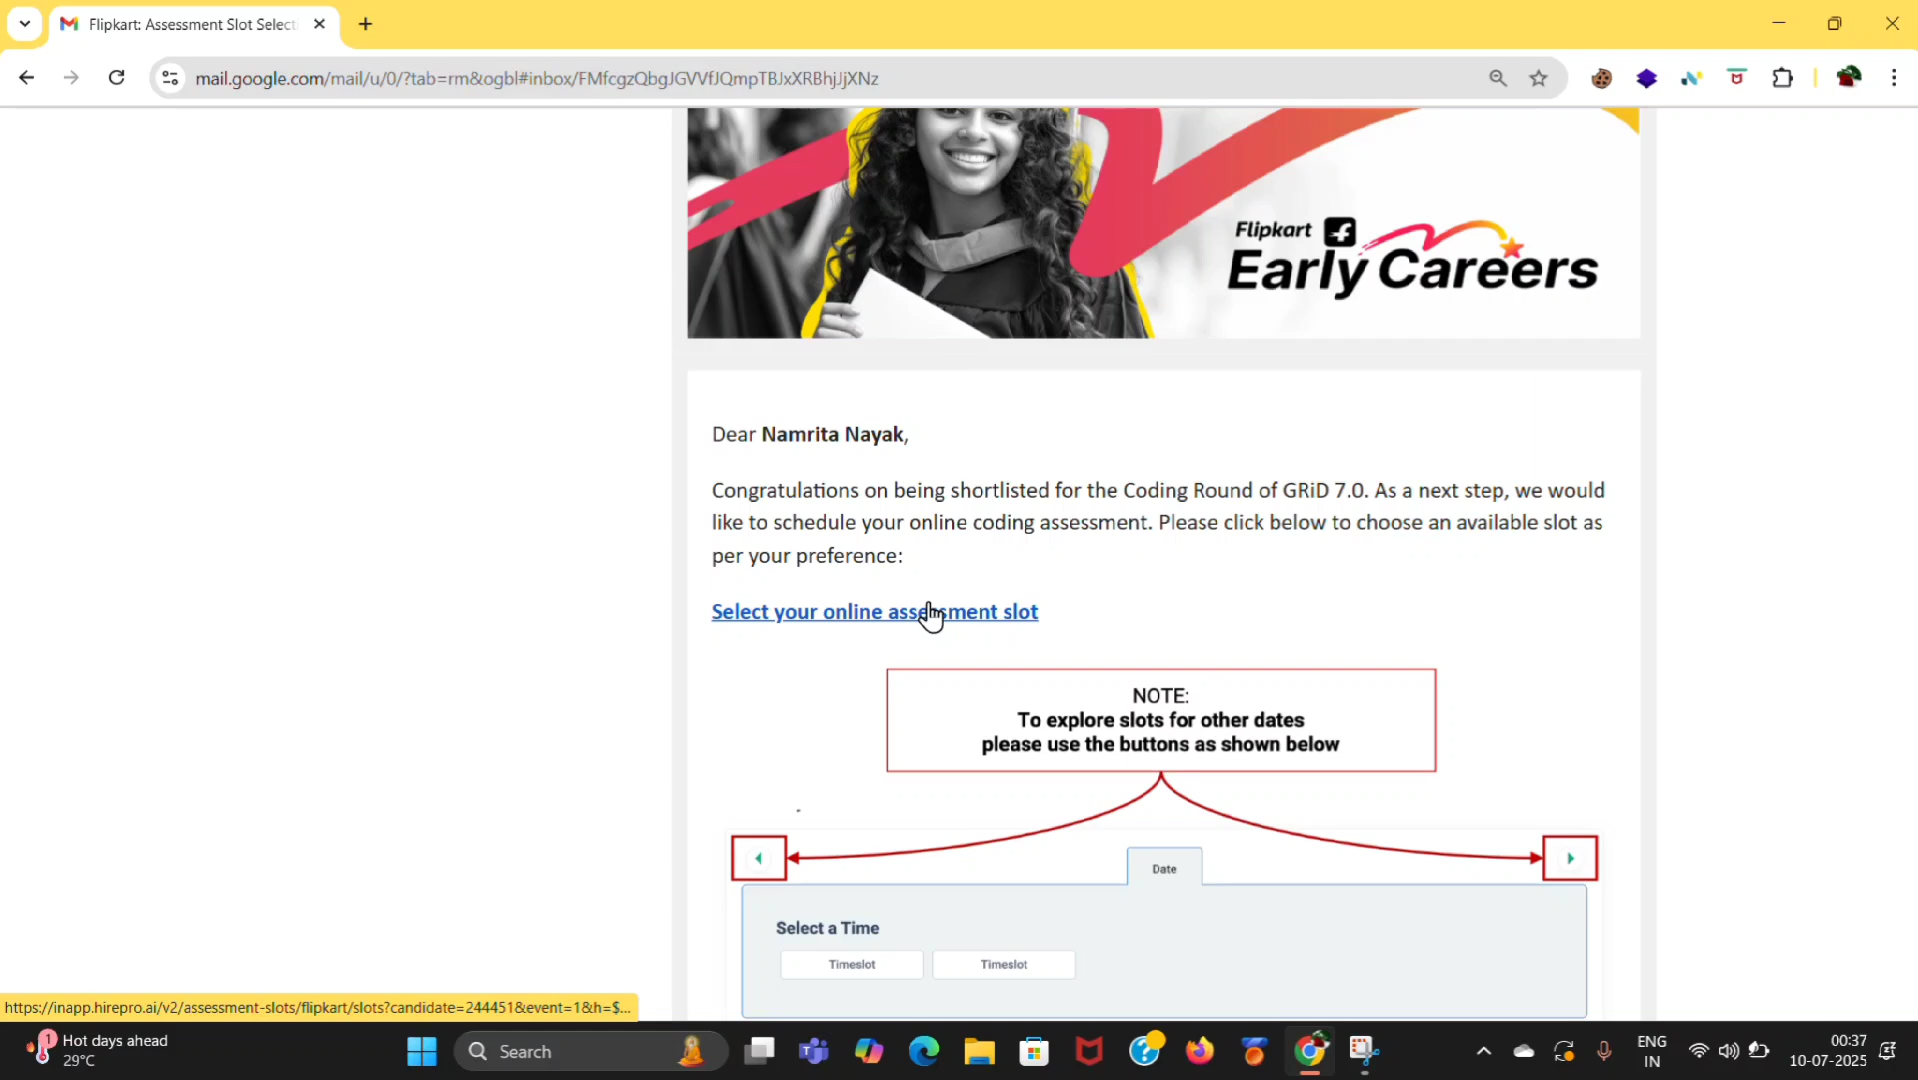 Flipkart: Assessment Slot Select
mail.google.com/mail/u/0/?tab=rm&ogbl#inbox/FMfcgzQbgJGVVfJQmpTBJxXRBhjJjXNz
Flipkart
Early Careers
Dear Namrita Nayak,
Congratulations on being shortlisted for the Coding Round of GRiD 7.0. As a next step, we would
like to schedule your online coding assessment. Please click below to choose an available slot as
per your preference:
Select your online assessment slot
NOTE:
To explore slots for other dates
please use the buttons as shown below
Date
Select a Time
Timeslot Timeslot
https://inapp.hirepro.ai/v2/assessment-slots/flipkart/slots?candidate=244451&event=1&h=$...
1
Hot days ahead
29°C
Search
ENG
IN
00:37
10-07-2025